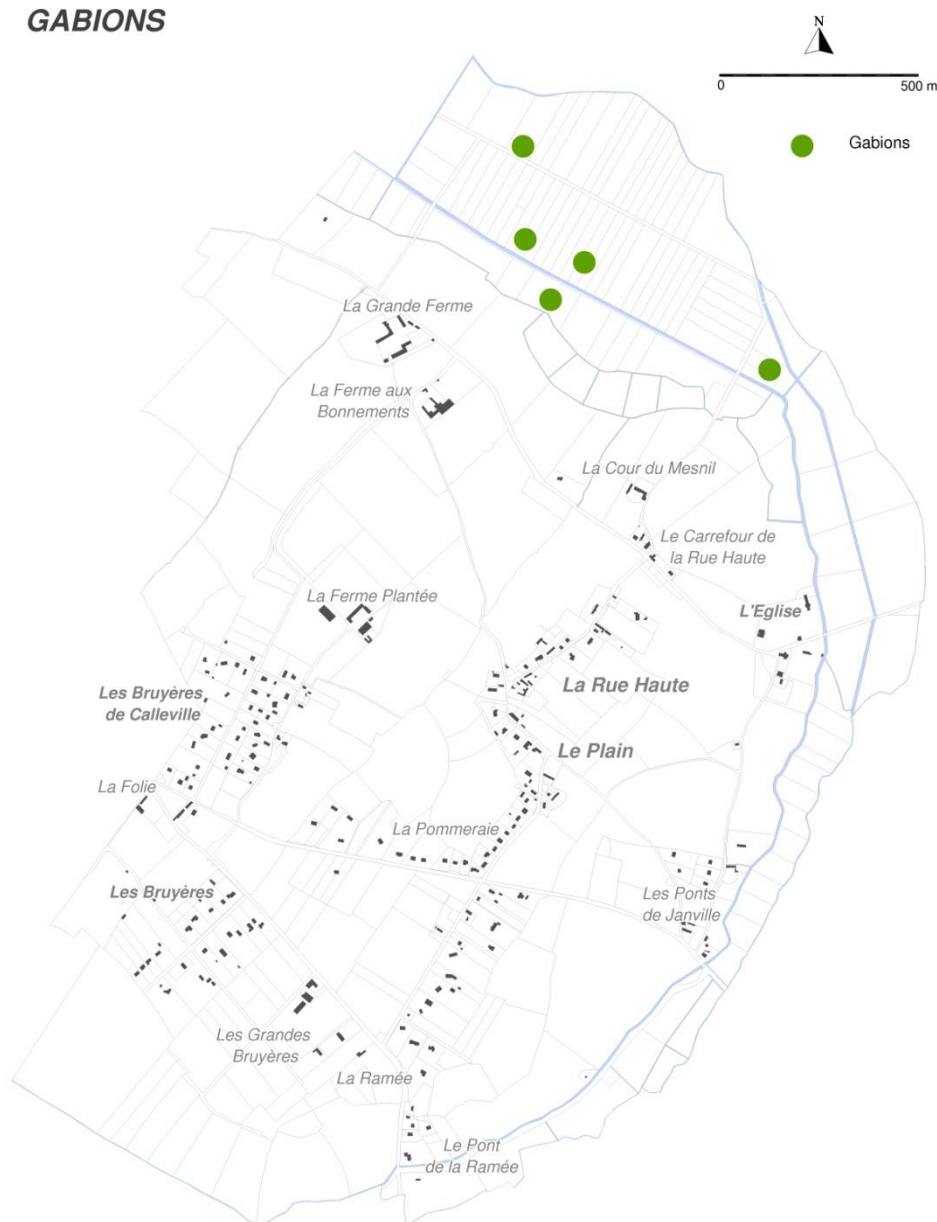 GABIONS
N
0 500 m
Gabions
La Grande Ferme
La Ferme aux
Bonnements
La Cour du Mesnil
Le Carrefour de
la Rue Haute
La Ferme Plantée
L'Eglise
Les Bruyères
de Calleville
La Rue Haute
Le Plain
La Folie
La Pommeraie
Les Bruyères
Les Ponts
de Janville
Les Grandes
Bruyères
La Ramée
Le Pont
de la Ramée